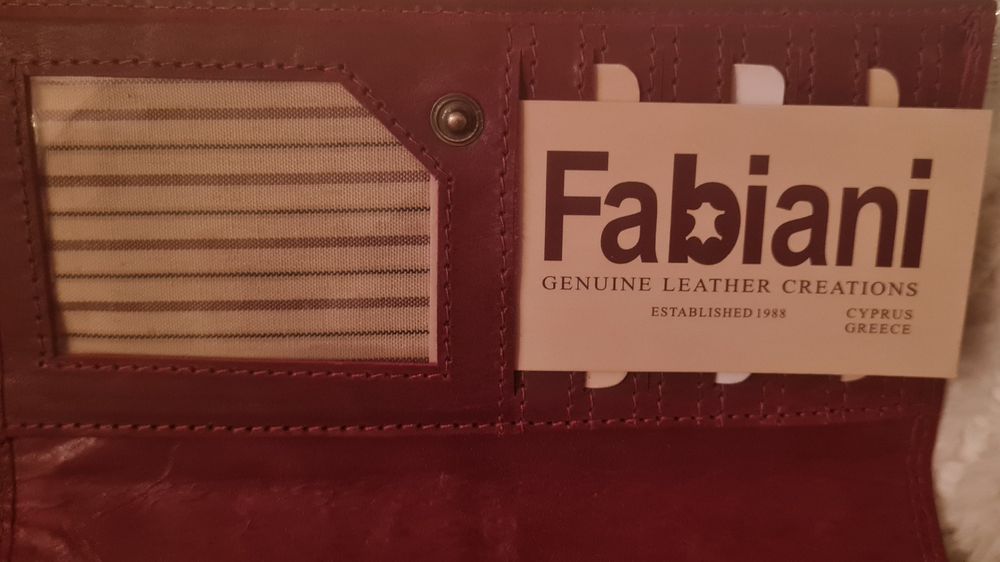 Fabiani
GENUINE LEATHER CREATIONS
ESTABLISHED 1988
CYPRUS
GREECE